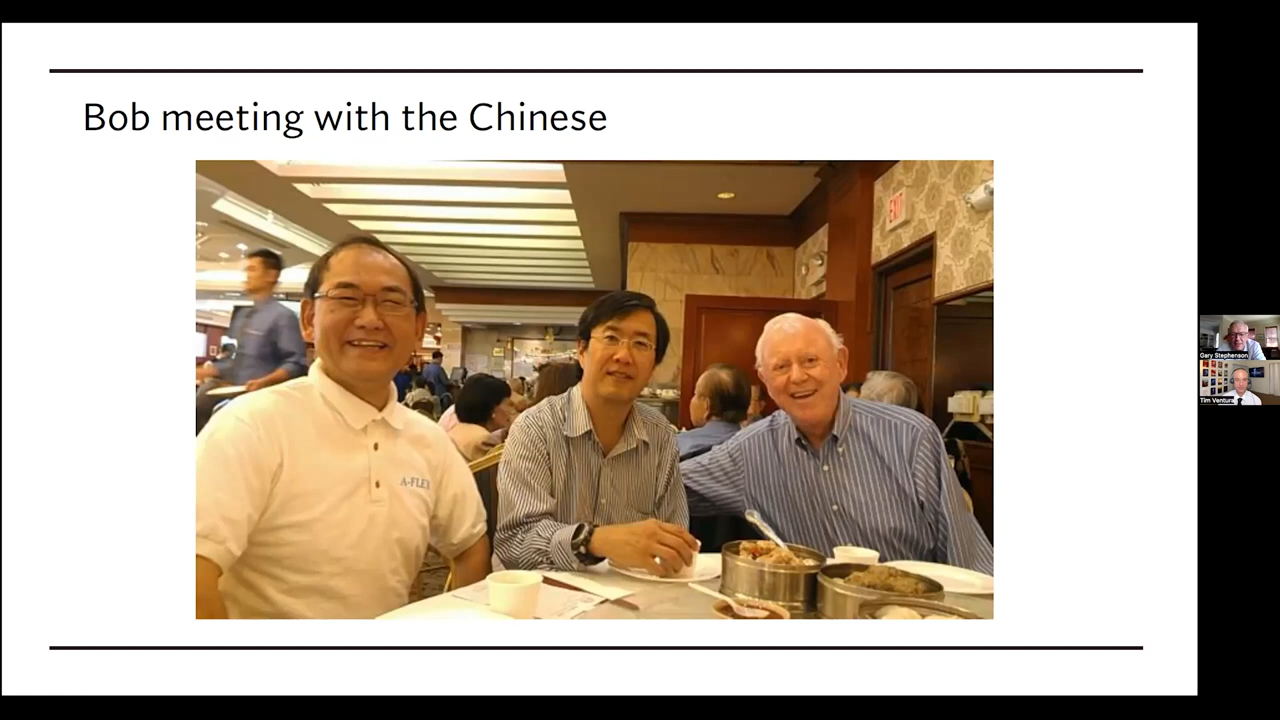 Bob meeting with the Chinese
EXIT
A-FLEX
Gary Stephenson
Tim Ventura